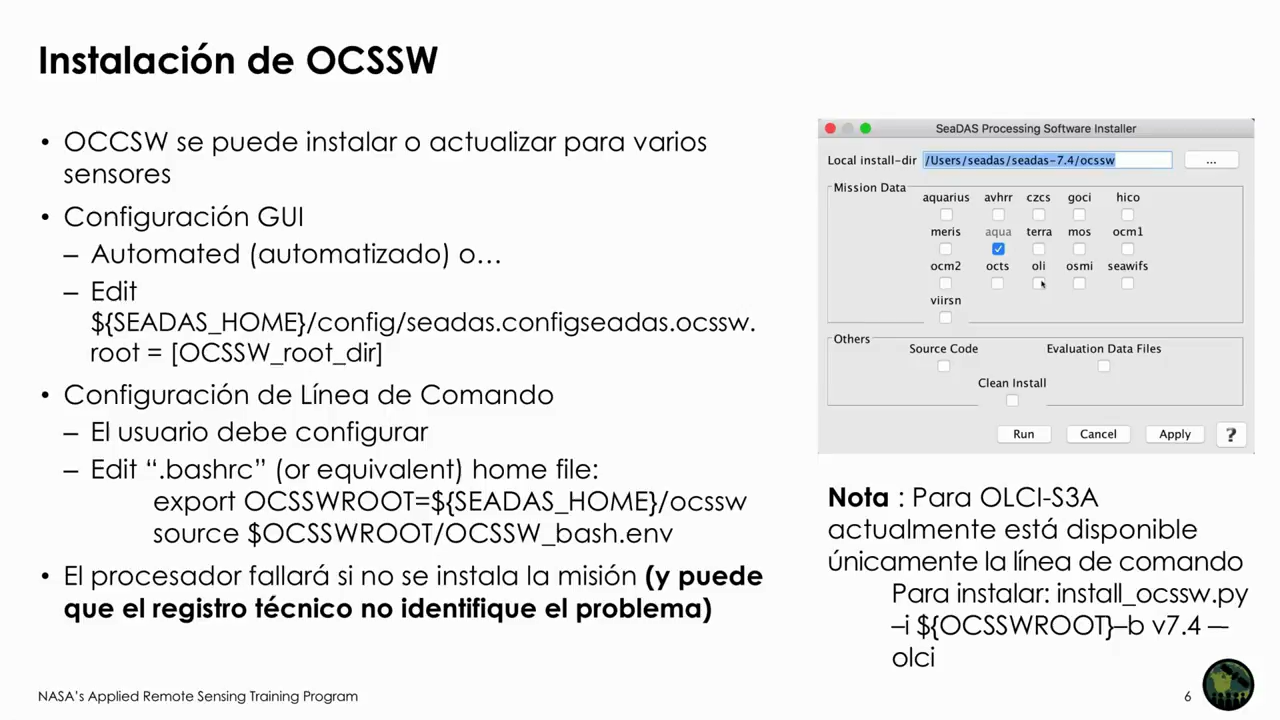 Instalación de OCSSW
• OCCSW se puede instalar o actualizar para varios
sensores
• Configuración GUI
– Automated (automatizado) o…
– Edit
${SEADAS_HOME}/config/seadas.configseadas.ocssw.
root = [OCSSW_root_dir]
• Configuración de Línea de Comando
– El usuario debe configurar
– Edit “.bashrc” (or equivalent) home file:
export OCSSWROOT=${SEADAS_HOME}/ocssw
source $OCSSWROOT/OCSSW_bash.env
• El procesador fallará si no se instala la misión (y puede
que el registro técnico no identifique el problema)
SeaDAS Processing Software Installer
Local install-dir /Users/seadas/seadas-7.4/ocssw ...
Mission Data
aquarius avhrr czcs goci hico
meris aqua terra mos ocm1
ocm2 octs oli osmi seawifs
viirsn
Others
Source Code Evaluation Data Files
Clean Install
Run Cancel Apply ?
Nota : Para OLCI-S3A
actualmente está disponible
únicamente la línea de comando
Para instalar: install_ocssw.py
–i ${OCSSWROOT}–b v7.4 —
olci
NASA's Applied Remote Sensing Training Program 6